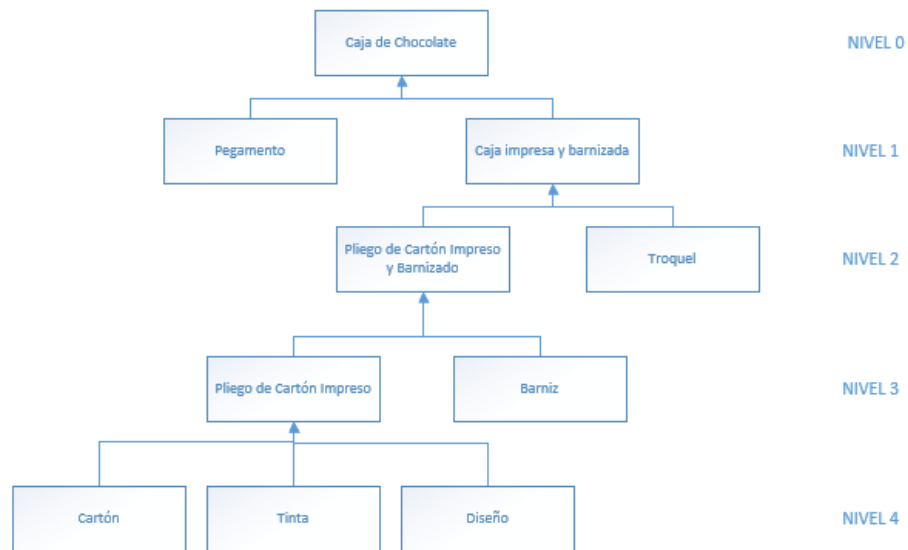 Caja de Chocolate
NIVEL 0
Pegamento
Caja impresa y barnizada
NIVEL 1
Pliego de Cartón Impreso
y Barnizado
Troquel
NIVEL 2
Pliego de Cartón Impreso
Barniz
NIVEL 3
Cartón
Tinta
Diseño
NIVEL 4